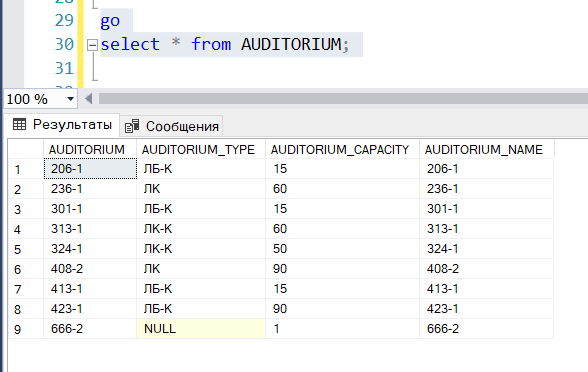 29 go
30 select * from AUDITORIUM;
31
100 %
Результаты Сообщения
AUDITORIUM AUDITORIUM_TYPE AUDITORIUM_CAPACITY AUDITORIUM_NAME
1 206-1 ЛБ-К 15 206-1
2 236-1 ЛК 60 236-1
3 301-1 ЛБ-К 15 301-1
4 313-1 ЛК-К 60 313-1
5 324-1 ЛК-К 50 324-1
6 408-2 ЛК 90 408-2
7 413-1 ЛБ-К 15 413-1
8 423-1 ЛБ-К 90 423-1
9 666-2 NULL 1 666-2